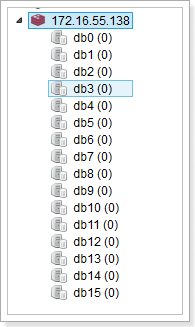 172.16.55.138
db0 (0)
db1 (0)
db2 (0)
db3 (0)
db4 (0)
db5 (0)
db6 (0)
db7 (0)
db8 (0)
db9 (0)
db10 (0)
db11 (0)
db12 (0)
db13 (0)
db14 (0)
db15 (0)